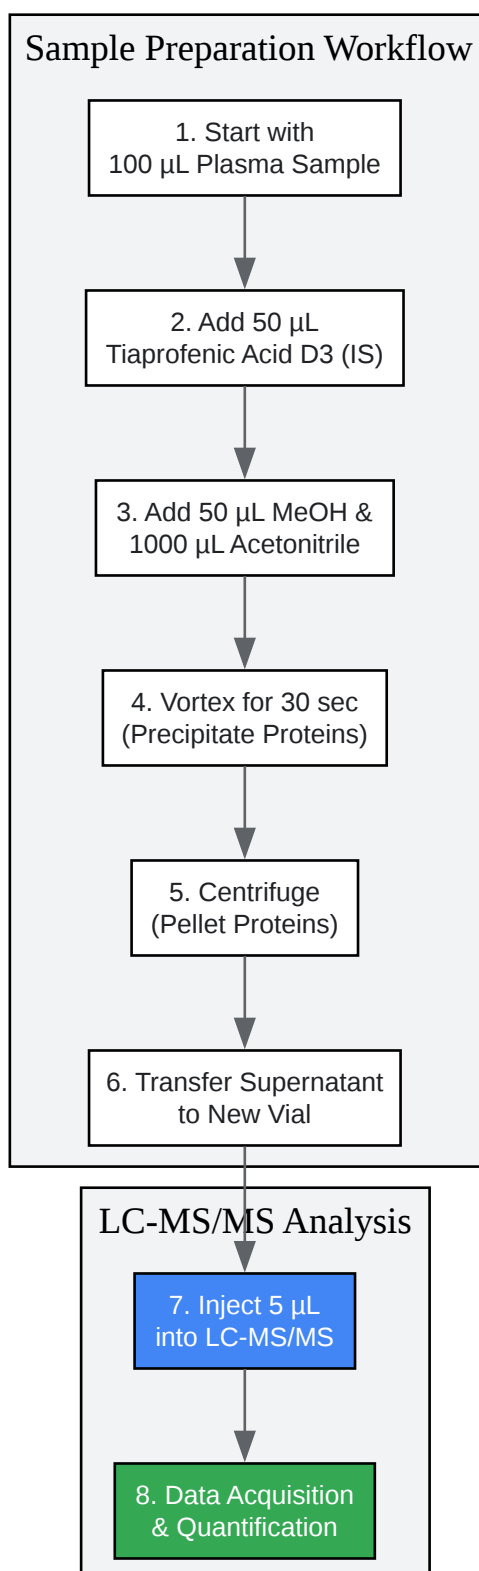 Sample Preparation Workflow
1. Start with
100 µL Plasma Sample
2. Add 50 µL
Tiaprofenic Acid D3 (IS)
3. Add 50 µL MeOH &
1000 µL Acetonitrile
4. Vortex for 30 sec
(Precipitate Proteins)
5. Centrifuge
(Pellet Proteins)
6. Transfer Supernatant
to New Vial
LC-MS/MS Analysis
7. Inject 5 µL
into LC-MS/MS
8. Data Acquisition
& Quantification